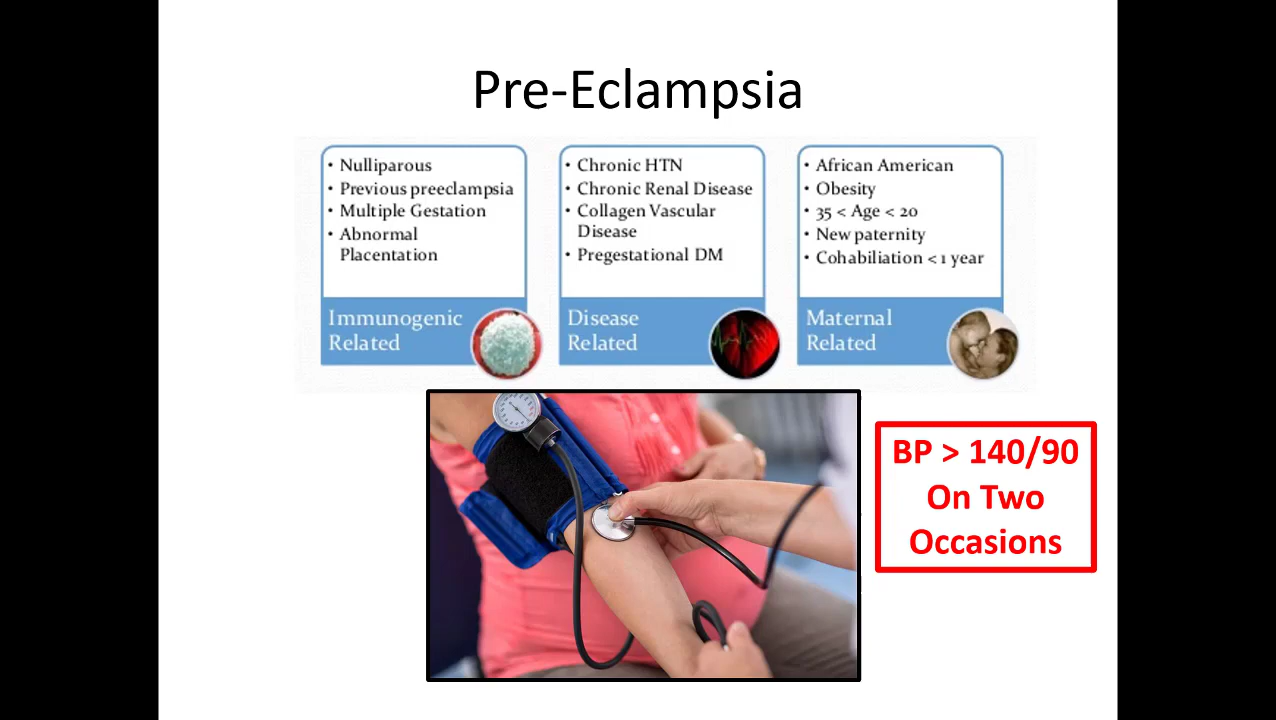 Pre-Eclampsia
• Nulliparous
• Previous preeclampsia
• Multiple Gestation
• Abnormal
Placentation
Immunogenic
Related
• Chronic HTN
• Chronic Renal Disease
• Collagen Vascular
Disease
• Pregestational DM
Disease
Related
• African American
• Obesity
• 35 < Age < 20
• New paternity
• Cohabiliation < 1 year
Maternal
Related
BP > 140/90
On Two
Occasions